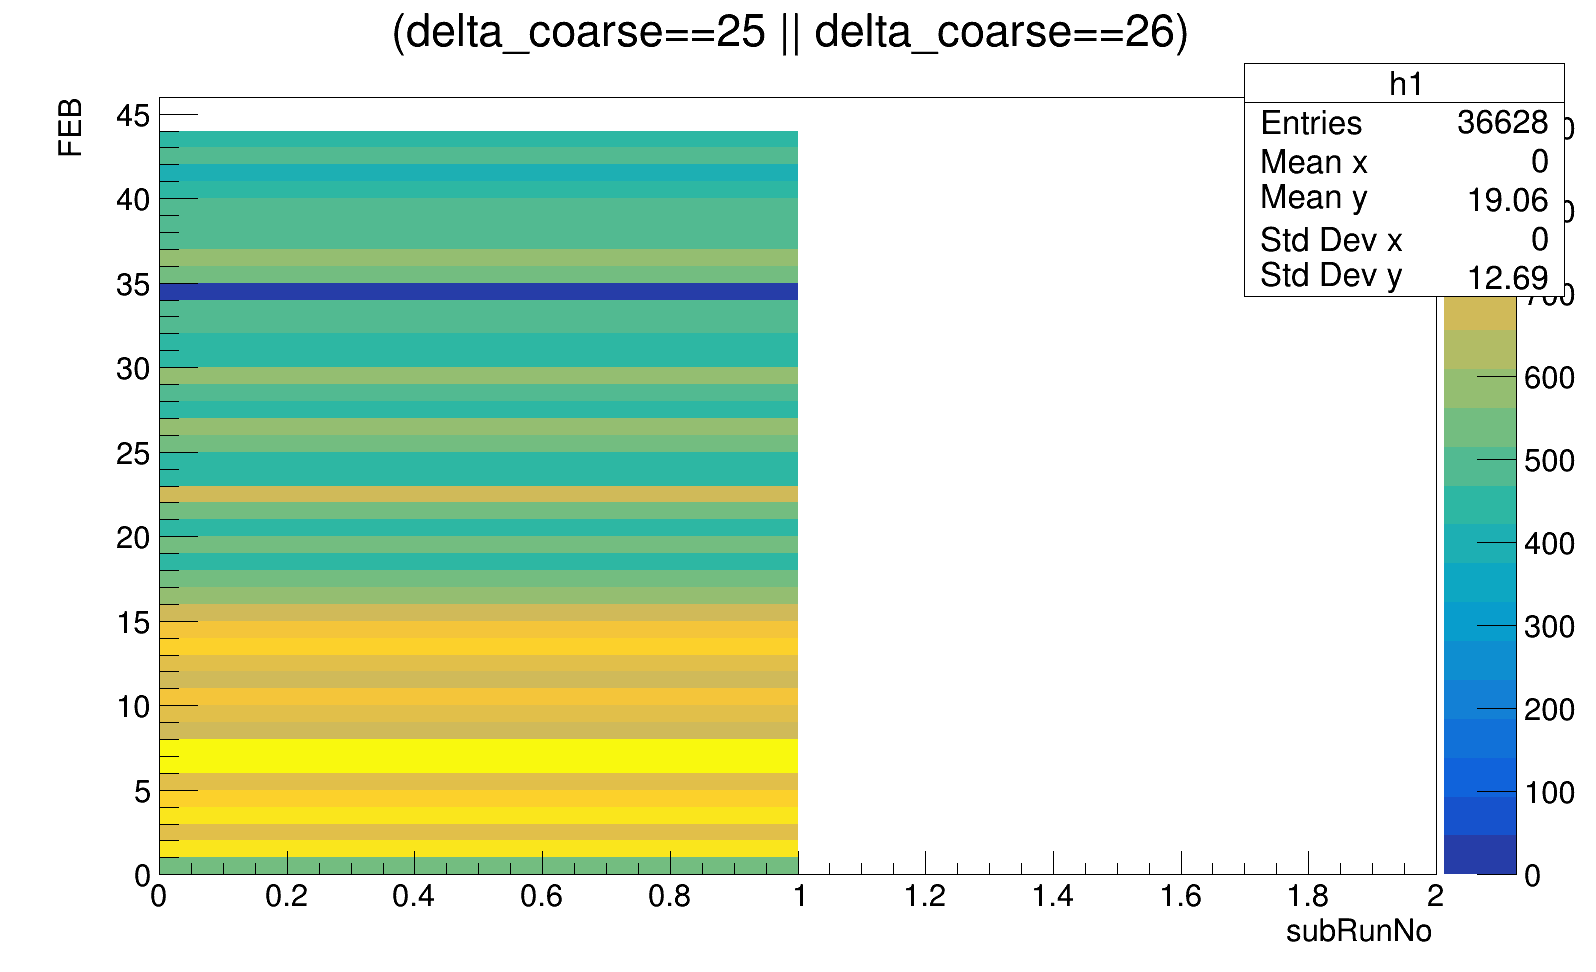 (delta_coarse==25 || delta_coarse==26)
h1
Entries 36628
Mean x 0
Mean y 19.06
Std Dev x 0
Std Dev y 12.69
FEB
45
40
35
30
25
20
15
10
5
0
0 0.2 0.4 0.6 0.8 1 1.2 1.4 1.6 1.8 2
subRunNo
700
600
500
400
300
200
100
0